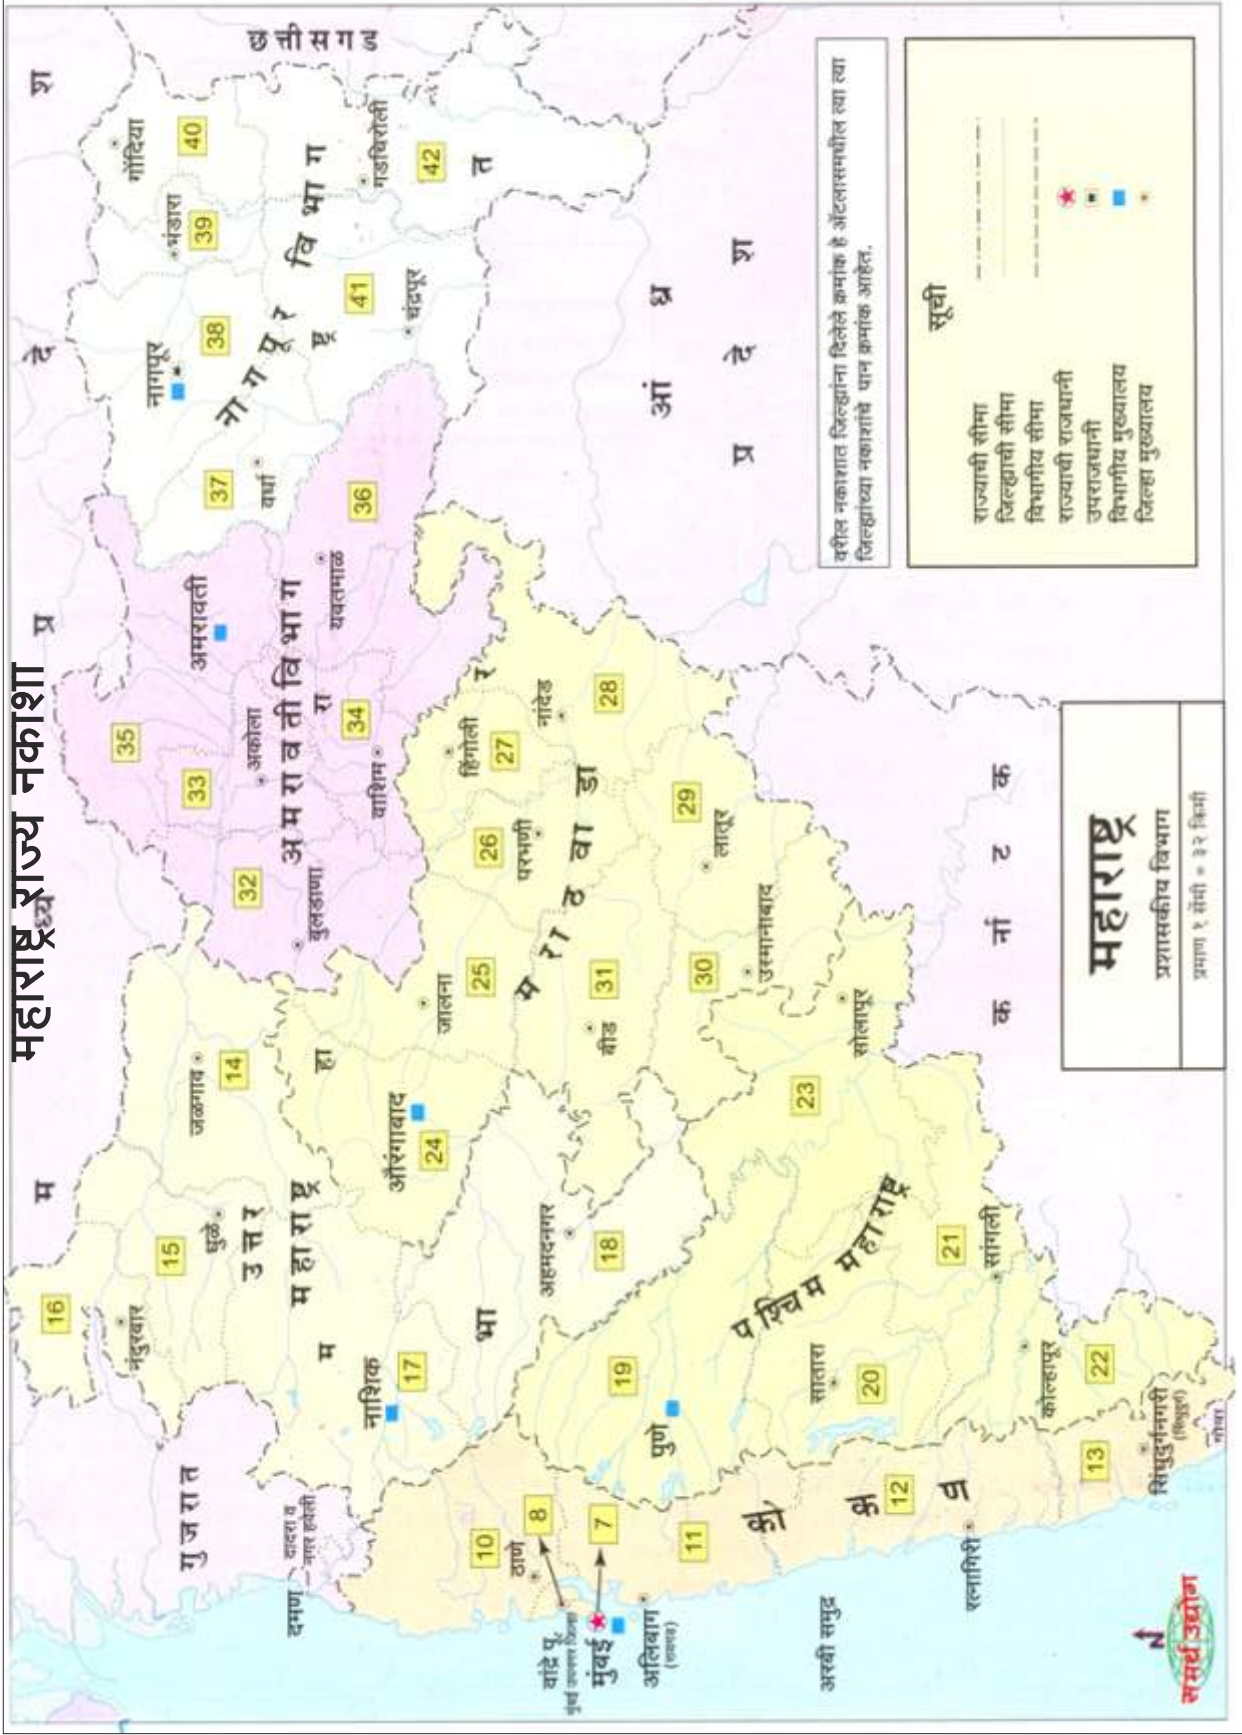 महाराष्ट्र राज्य नकाशा
म
ध्य
प्र
दे
श
छत्तीसगड
गुजरात
दादरा व
नगर हवेली
दमण
16
नंदुरबार
15
धुळे
14
जळगाव
उत्तर
महाराष्ट्र
नाशिक
17
अहमदनगर
18
म
हा
रा
ष्ट्र
35
33
32
अकोला
बुलडाणा
अमरावती
अमरावती विभाग
34
वाशिम
यवतमाळ
36
गोंदिया
40
भंडारा
39
नागपूर
38
37
वर्धा
नागपूर विभाग
41
चंद्रपूर
गडचिरोली
42
भा
र
त
औरंगाबाद
24
जालना
25
परभणी
26
हिंगोली
27
नांदेड
28
मराठवाडा
लातूर
29
उस्मानाबाद
30
बीड
31
पुणे
19
सातारा
20
पश्चिम महाराष्ट्र
सांगली
21
कोल्हापूर
22
सोलापूर
23
10
ठाणे
8
7
11
वांद्रे पू.
मुंबई
अलिबाग
(रायगड)
कोकण
12
रत्नागिरी
13
सिंधुदुर्गनगरी
(सिंधुदुर्ग)
गोवा
अरबी समुद्र
आंध्र
प्रदेश
कर्नाटक
वरील नकाशात जिल्ह्यांना दिलेले क्रमांक हे ॲटलासमधील त्या त्या
जिल्ह्यांच्या नकाशांचे पान क्रमांक आहेत.
सूची
राज्याची सीमा
जिल्ह्याची सीमा
विभागीय सीमा
राज्याची राजधानी
उपराजधानी
विभागीय मुख्यालय
जिल्हा मुख्यालय
महाराष्ट्र
प्रशासकीय विभाग
N
समर्थ उद्योग